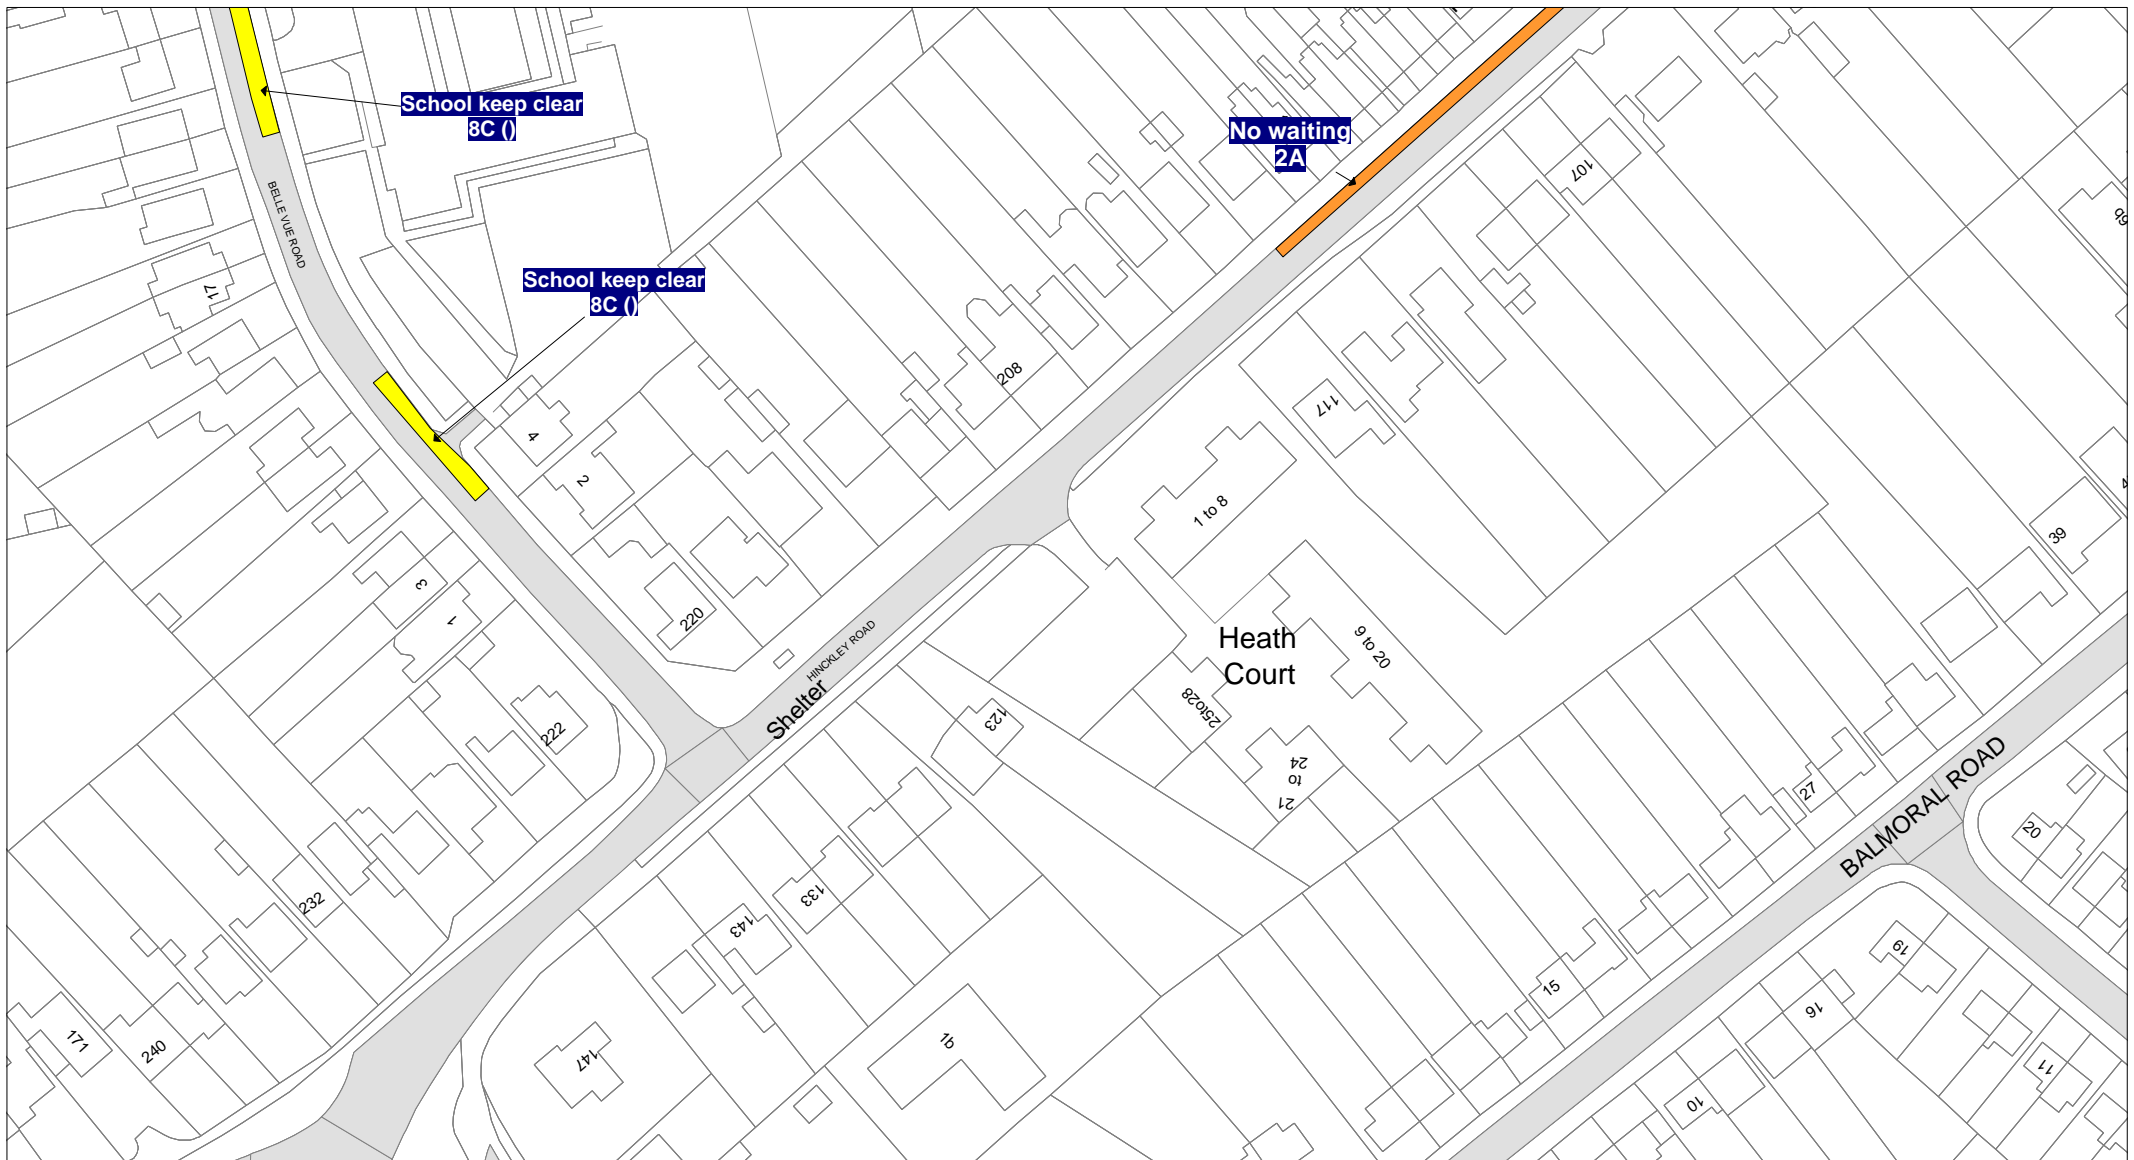 School keep clear
8C ()
No waiting
2A
107
BELLE VUE ROAD
17
School keep clear
8C ()
208
117
4
2
1 to 8
39
3
1
220
HINCKLEY ROAD
Heath
Court
9 to 20
25to28
Shelter
123
222
21
to
24
27
BALMORAL ROAD
20
133
232
143
19
15
16
171
240
147
1b
11
10